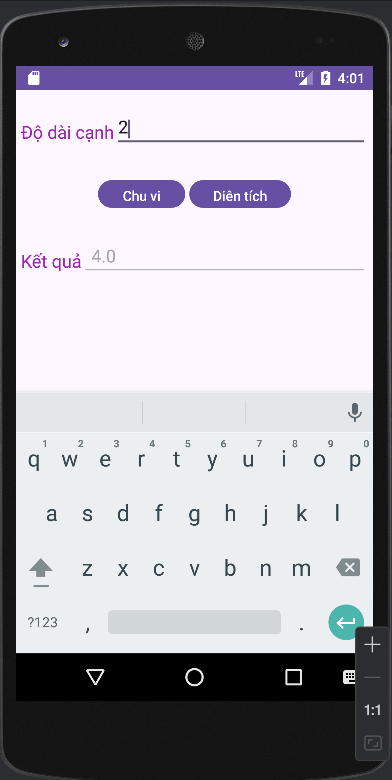 LTE 4:01
Độ dài cạnh 2
Chu vi Diên tích
Kết quả 4.0
1 2 3 4 5 6 7 8 9 0
q w e r t y u i o p
a s d f g h j k l
z x c v b n m
?123 , .
1:1